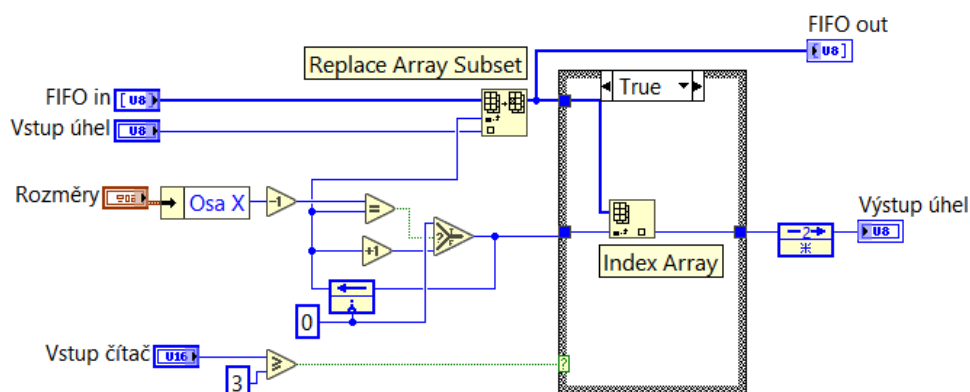 FIFO out
Replace Array Subset
True
FIFO in
[U8]
U8
Vstup úhel
U8
Rozměry
Osa X
-1
=
+1
?
T
F
Index Array
2
Výstup úhel
U8
0
Vstup čítač
U16
≥
3
?